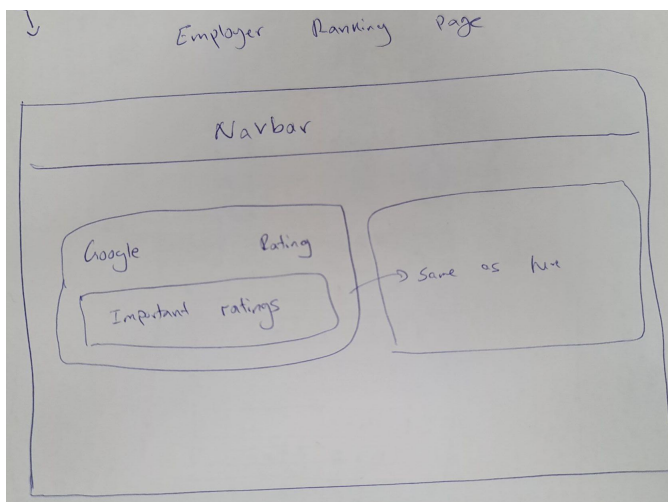 Employer Ranking Page
Navbar
Google Rating
Important ratings
Same as here